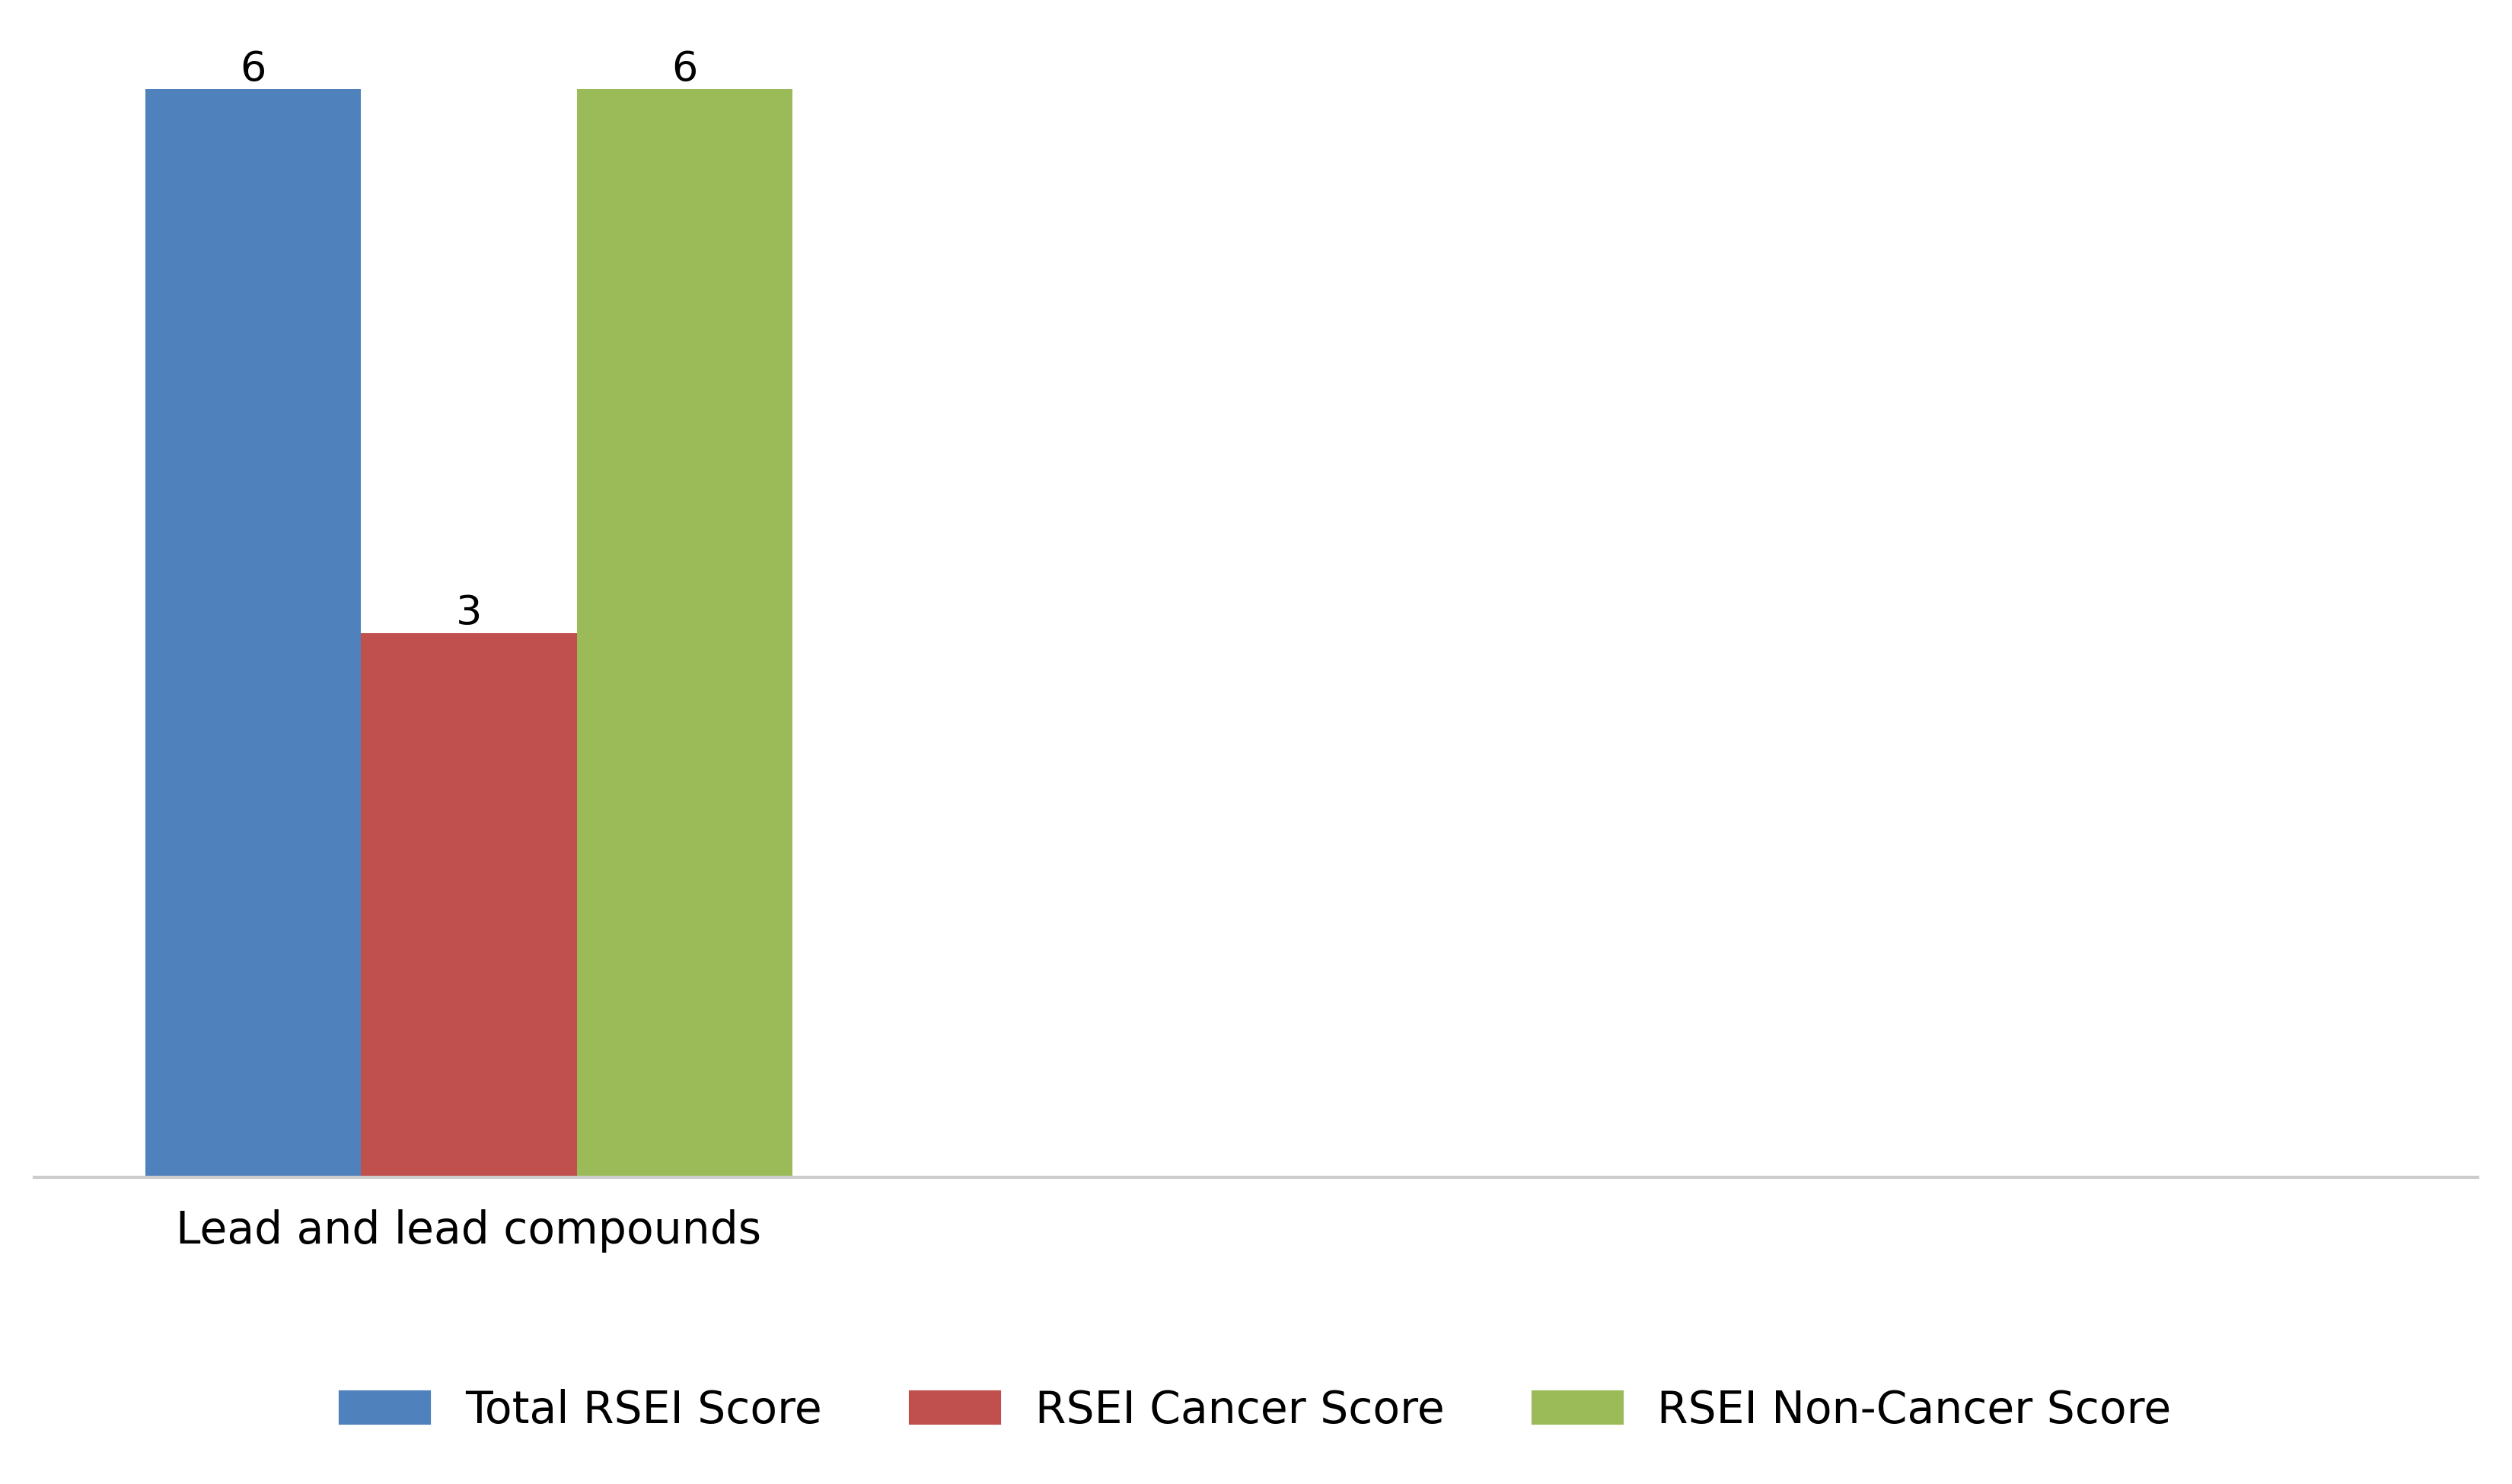 6
6
3
Lead and lead compounds
Total RSEI Score
RSEI Cancer Score
RSEI Non-Cancer Score